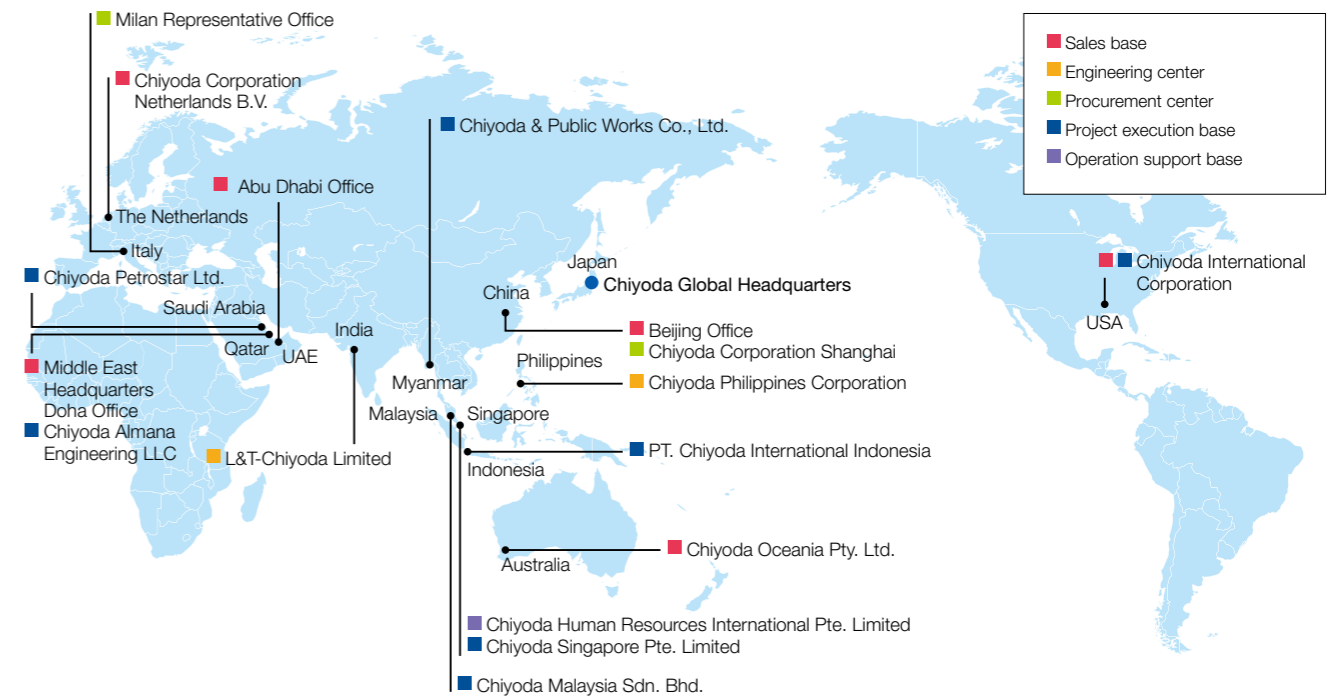 Milan Representative Office
Chiyoda Corporation
Netherlands B.V.
Chiyoda & Public Works Co., Ltd.
Abu Dhabi Office
The Netherlands
Italy
Chiyoda Petrostar Ltd.
Saudi Arabia
Qatar
UAE
India
Middle East
Headquarters
Doha Office
Chiyoda Almana
Engineering LLC
L&T-Chiyoda Limited
Myanmar
Malaysia
Singapore
Indonesia
Japan
Chiyoda Global Headquarters
China
Beijing Office
Chiyoda Corporation Shanghai
Philippines
Chiyoda Philippines Corporation
PT. Chiyoda International Indonesia
Australia
Chiyoda Oceania Pty. Ltd.
Chiyoda Human Resources International Pte. Limited
Chiyoda Singapore Pte. Limited
Chiyoda Malaysia Sdn. Bhd.
Sales base
Engineering center
Procurement center
Project execution base
Operation support base
Chiyoda International
Corporation
USA